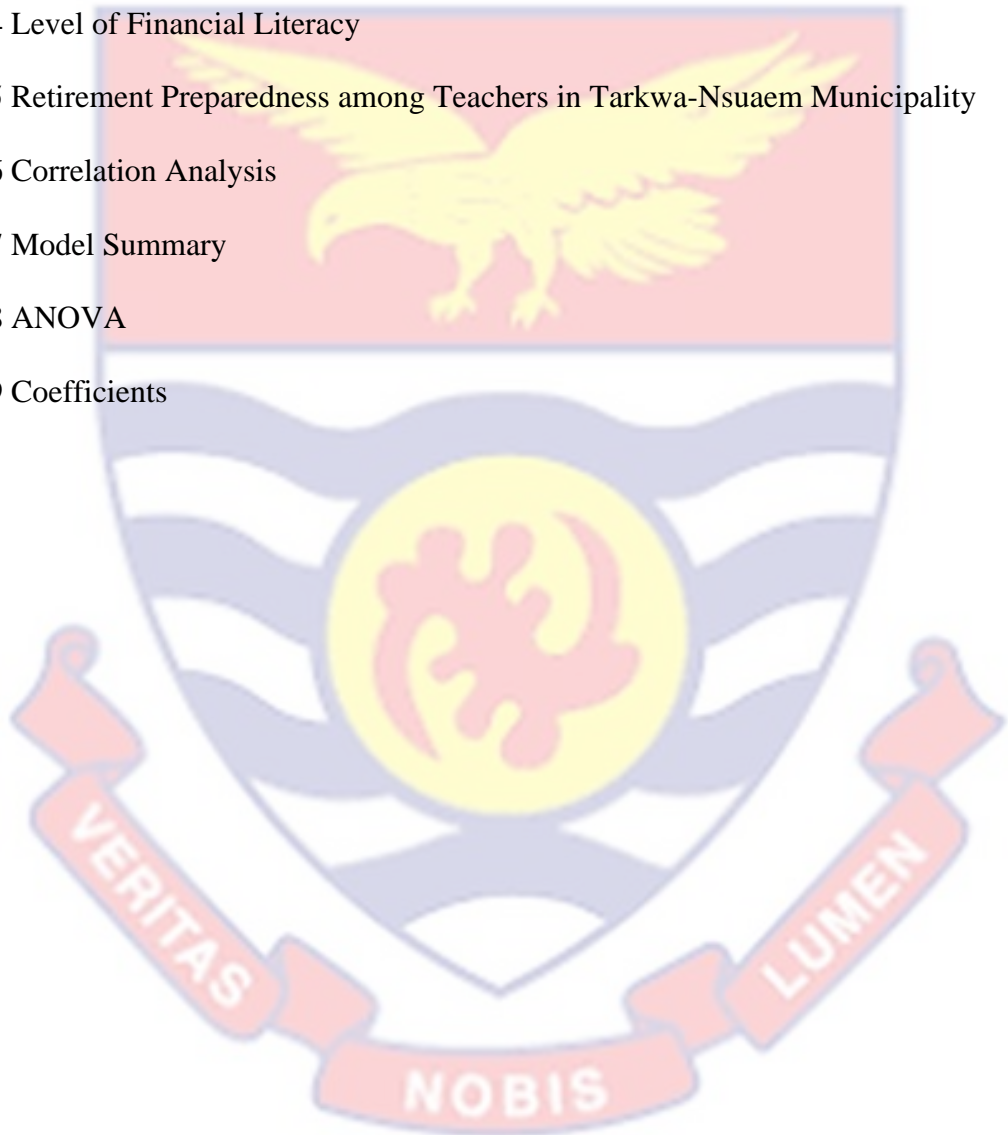 Level of Financial Literacy
Retirement Preparedness among Teachers in Tarkwa-Nsuaem Municipality
Correlation Analysis
Model Summary
ANOVA
Coefficients
VERITAS
NOBIS
LUMEN